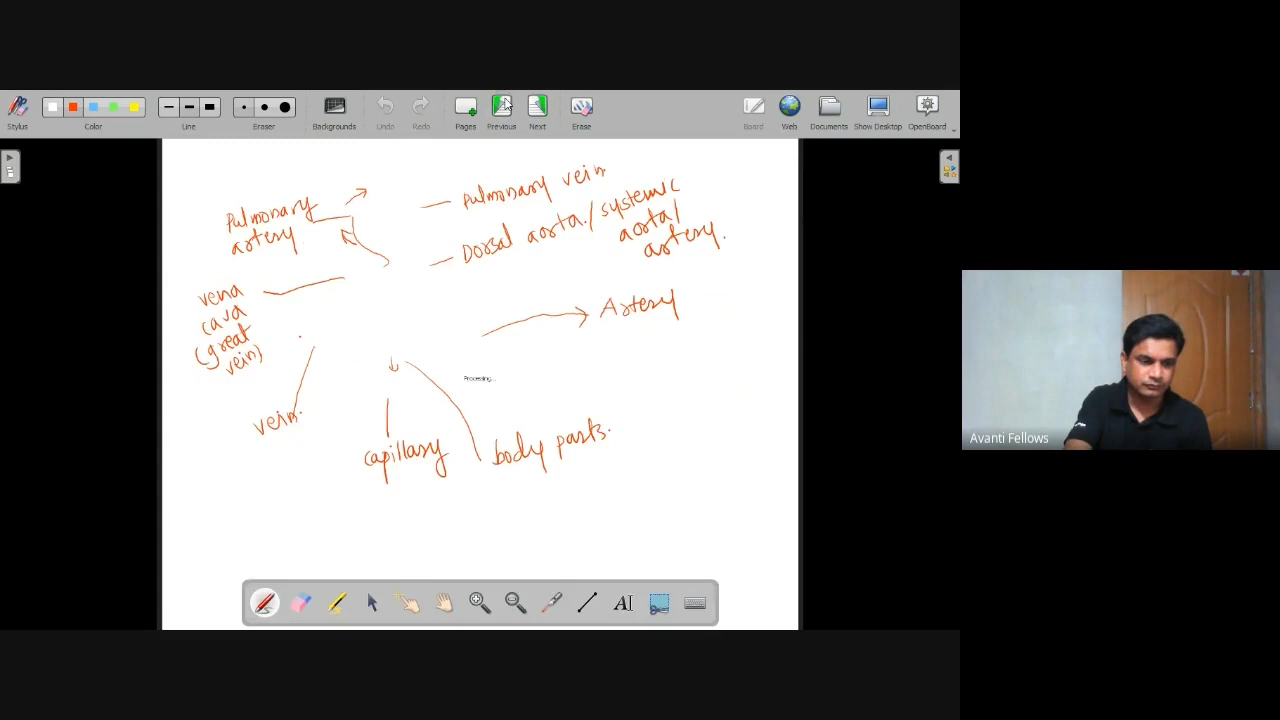 Stylus
Color
Line
Eraser
Backgrounds
Undo
Redo
Pages
Previous
Next
Erase
Board
Web
Documents
Show Desktop
OpenBoard
Pulmonary
artery
Pulmonary vein
Dorsal aorta./systemic
aorta/
artery.
vena
cava
(great
vein)
Artery
Processing...
vein.
capillary
body parts.
Avanti Fellows